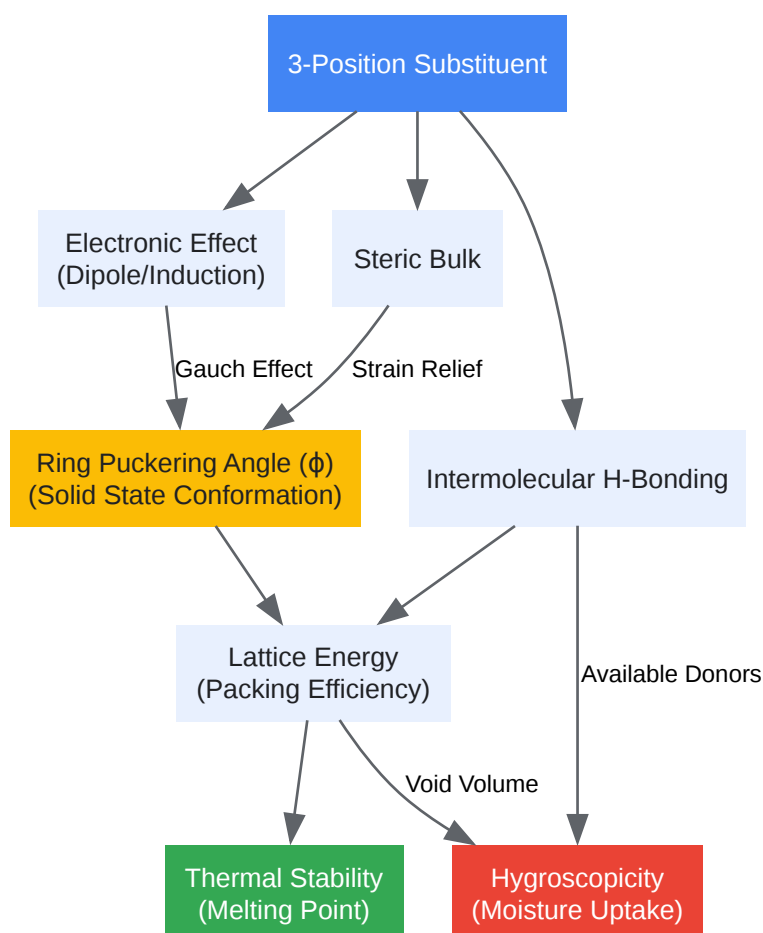 3-Position Substituent
Electronic Effect
(Dipole/Induction)
Steric Bulk
Gauch Effect
Strain Relief
Ring Puckering Angle (ϕ)
(Solid State Conformation)
Intermolecular H-Bonding
Lattice Energy
(Packing Efficiency)
Available Donors
Void Volume
Thermal Stability
(Melting Point)
Hygroscopicity
(Moisture Uptake)